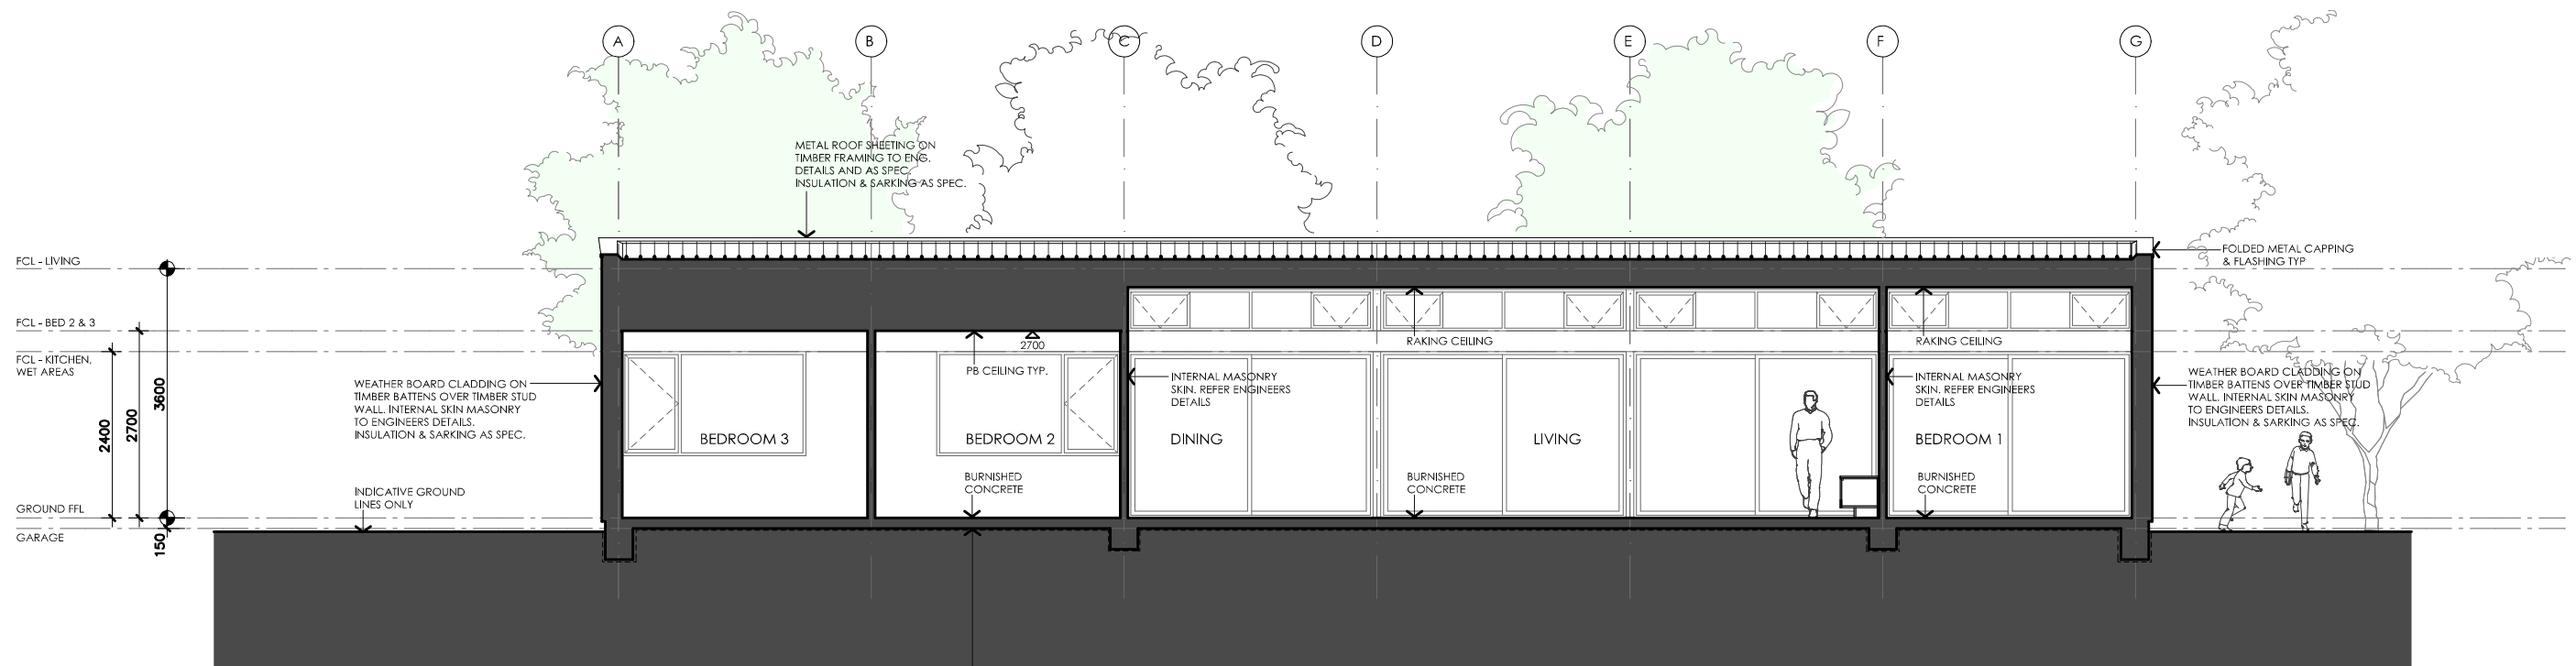 A
B
C
D
E
F
G
METAL ROOF SHEETING ON
TIMBER FRAMING TO ENG.
DETAILS AND AS SPEC.
INSULATION & SARKING AS SPEC.
FCL - LIVING
FOLDED METAL CAPPING
& FLASHING TYP
FCL - BED 2 & 3
FCL - KITCHEN,
WET AREAS
3600
2700
2400
150
WEATHER BOARD CLADDING ON
TIMBER BATTENS OVER TIMBER STUD
WALL. INTERNAL SKIN MASONRY
TO ENGINEERS DETAILS.
INSULATION & SARKING AS SPEC.
2700
PB CEILING TYP.
RAKING CEILING
RAKING CEILING
INTERNAL MASONRY
SKIN. REFER ENGINEERS
DETAILS
INTERNAL MASONRY
SKIN. REFER ENGINEERS
DETAILS
WEATHER BOARD CLADDING ON
TIMBER BATTENS OVER TIMBER STUD
WALL. INTERNAL SKIN MASONRY
TO ENGINEERS DETAILS.
INSULATION & SARKING AS SPEC.
BEDROOM 3
BEDROOM 2
DINING
LIVING
BEDROOM 1
BURNISHED
CONCRETE
BURNISHED
CONCRETE
BURNISHED
CONCRETE
INDICATIVE GROUND
LINES ONLY
GROUND FFL
GARAGE